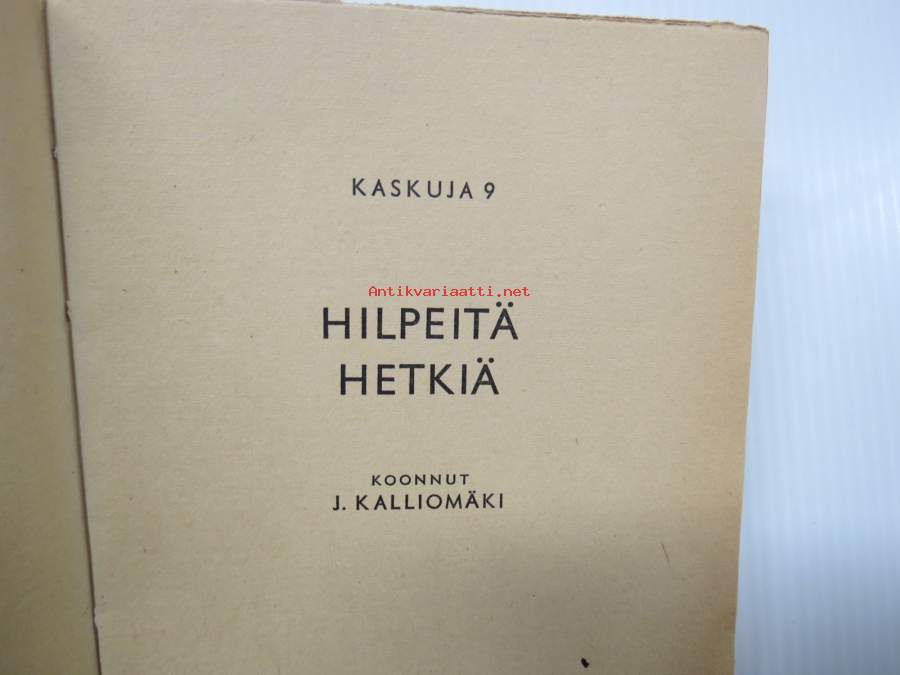 KASKUJA 9
Antikvariaatti.net
HILPEITÄ
HETKIÄ
KOONNUT
J. KALLIOMÄKI